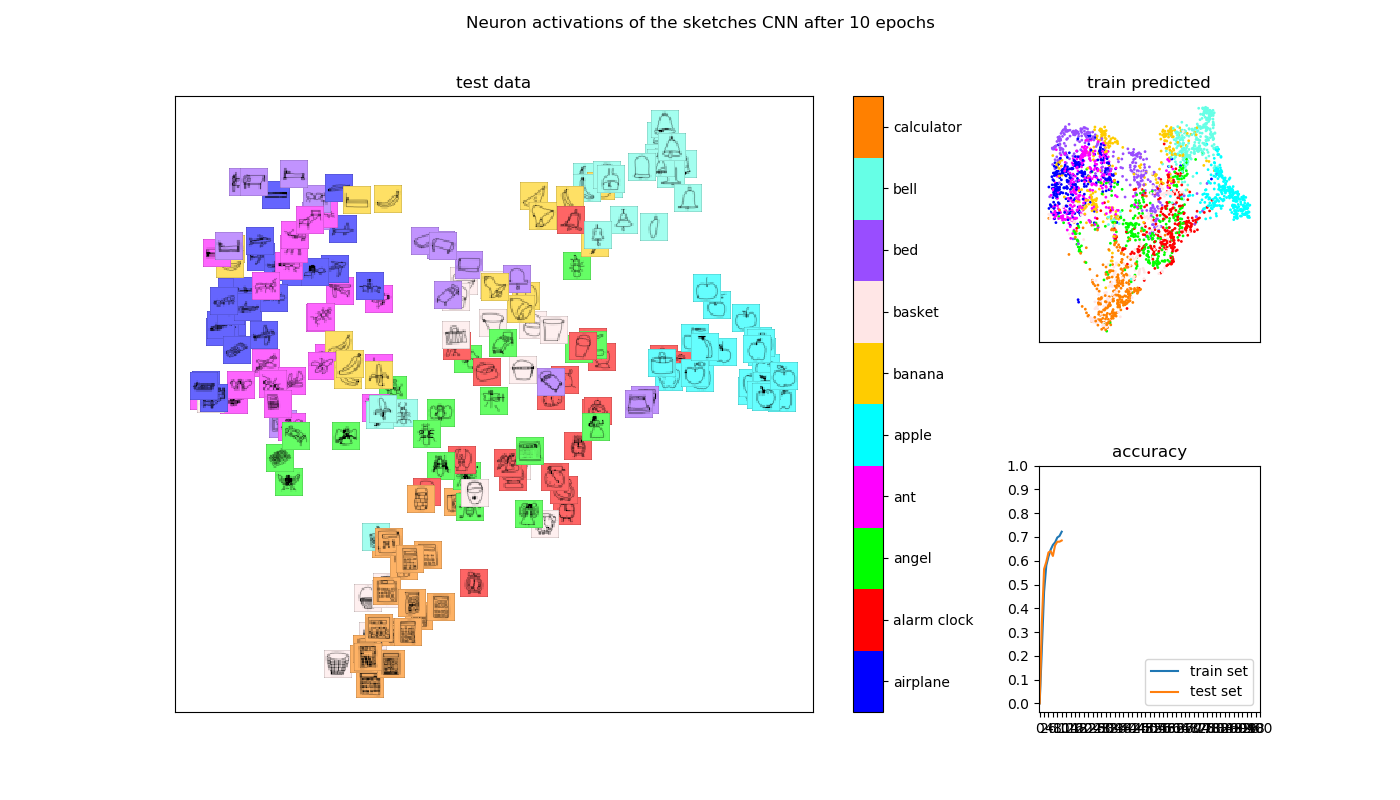 Neuron activations of the sketches CNN after 10 epochs
test data
calculator
bell
bed
basket
banana
apple
ant
angel
alarm clock
airplane
train predicted
accuracy
1.0
0.9
0.8
0.7
0.6
0.5
0.4
0.3
0.2
0.1
0.0
train set
test set